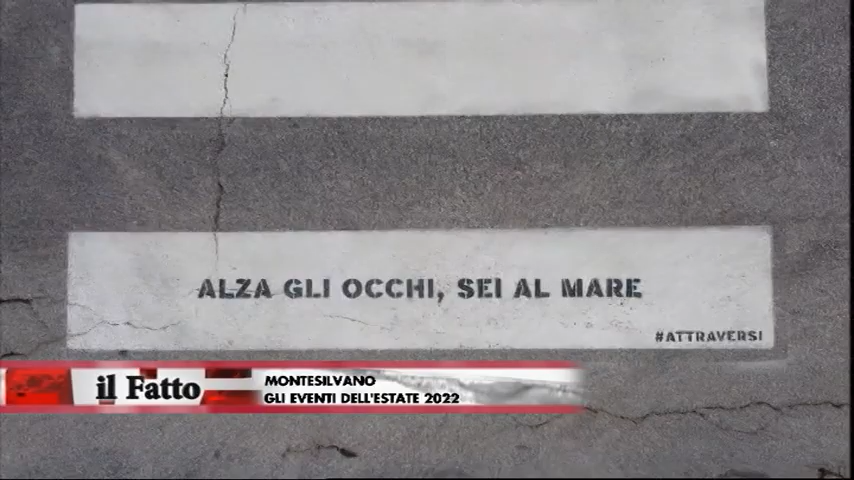 ALZA GLI OCCHI, SEI AL MARE
#ATTRAVERSI
il Fatto
MONTESILVANO
GLI EVENTI DELL'ESTATE 2022